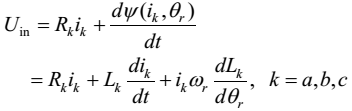 U_in = R_k i_k + dψ(i_k, θ_r)/dt
= R_k i_k + L_k di_k/dt + i_k ω_r dL_k/dθ_r, k = a,b,c